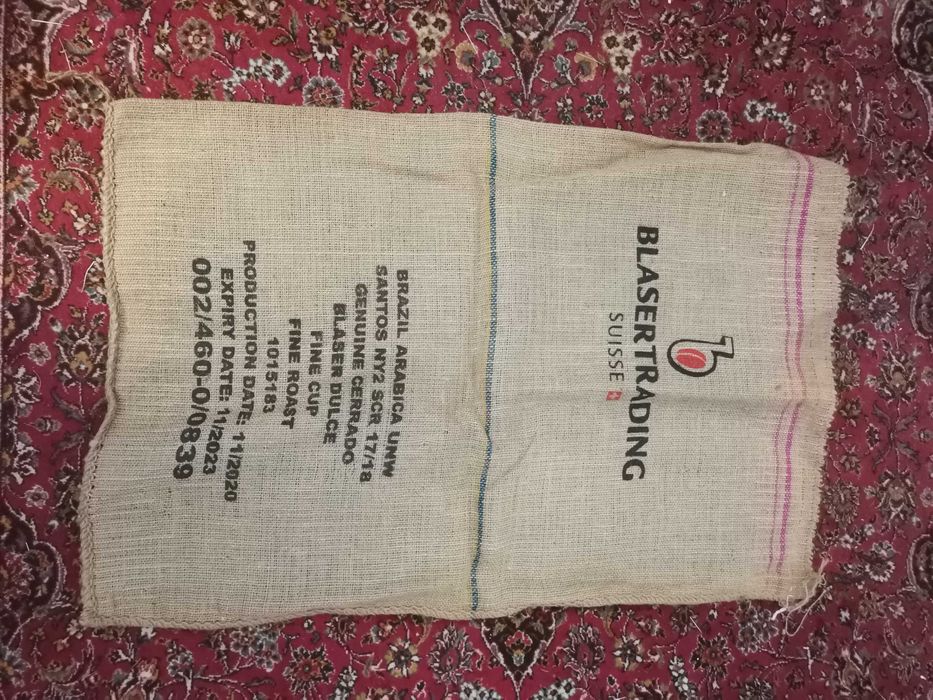 BLASERTRADING
SUISSE
BRAZIL ARABICA UNW
SANTOS NY2 SCR 17/18
GENUINE CERRADO
BLASER DULCE
FINE CUP
FINE ROAST
1015183
PRODUCTION DATE: 11/2020
EXPIRY DATE: 11/2023
002/460-0/0839